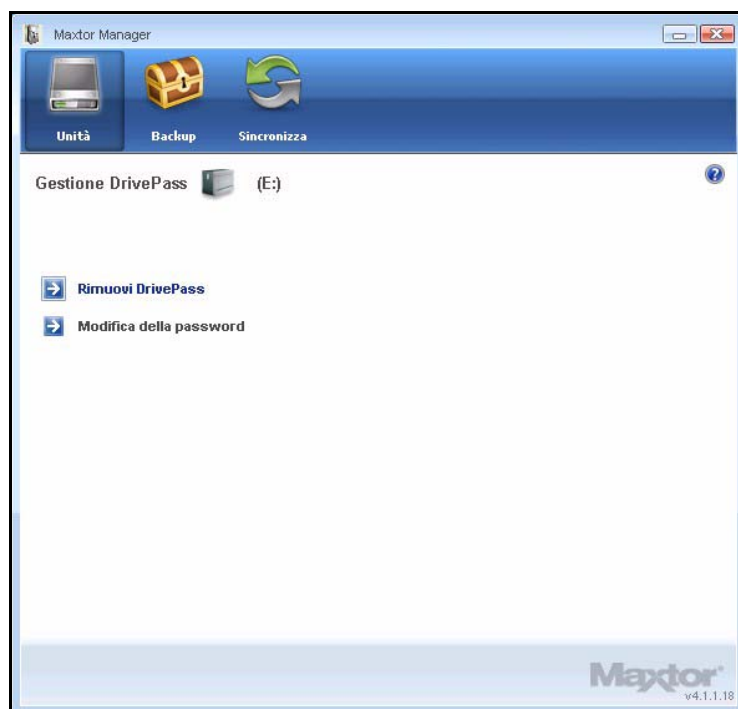 Maxtor Manager
Unità Backup Sincronizza
Gestione DrivePass (E:)
?
Rimuovi DrivePass
Modifica della password
Maxtor
v4.1.1.18